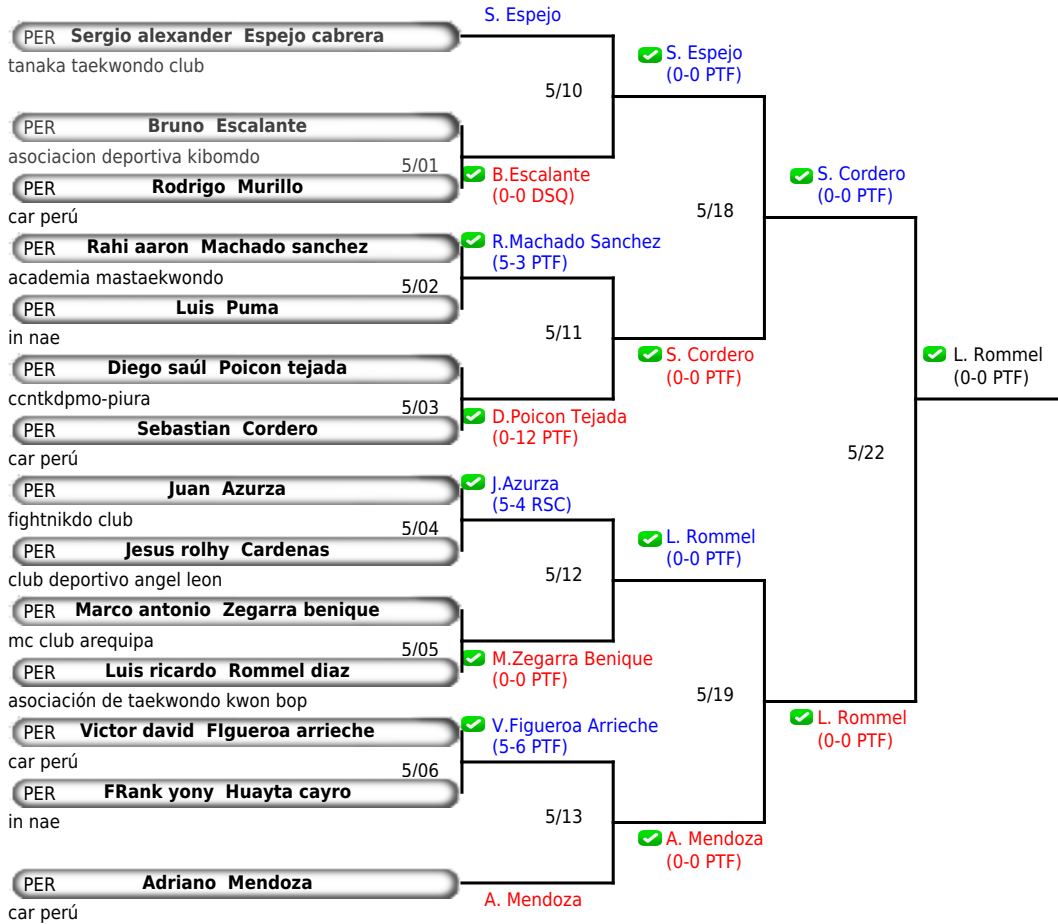 S. Espejo
PER Sergio alexander Espejo cabrera
tanaka taekwondo club
S. Espejo
(0-0 PTF)
5/10
PER Bruno Escalante
asociacion deportiva kibomdo
5/01
B.Escalante
(0-0 DSQ)
PER Rodrigo Murillo
car perú
S. Cordero
(0-0 PTF)
5/18
PER Rahi aaron Machado sanchez
academia mastaekwondo
R.Machado Sanchez
(5-3 PTF)
5/02
PER Luis Puma
in nae
5/11
S. Cordero
(0-0 PTF)
PER Diego saúl Poicon tejada
ccntkdpmo-piura
5/03
D.Poicon Tejada
(0-12 PTF)
PER Sebastian Cordero
car perú
L. Rommel
(0-0 PTF)
5/22
PER Juan Azurza
fightnikdo club
J.Azurza
(5-4 RSC)
5/04
PER Jesus rolhy Cardenas
club deportivo angel leon
L. Rommel
(0-0 PTF)
5/12
PER Marco antonio Zegarra benique
mc club arequipa
5/05
M.Zegarra Benique
(0-0 PTF)
PER Luis ricardo Rommel diaz
asociación de taekwondo kwon bop
5/19
L. Rommel
(0-0 PTF)
PER Victor david FIgueroa arrieche
car perú
V.Figueroa Arrieche
(5-6 PTF)
5/06
PER FRank yony Huayta cayro
in nae
5/13
A. Mendoza
(0-0 PTF)
PER Adriano Mendoza
car perú
A. Mendoza